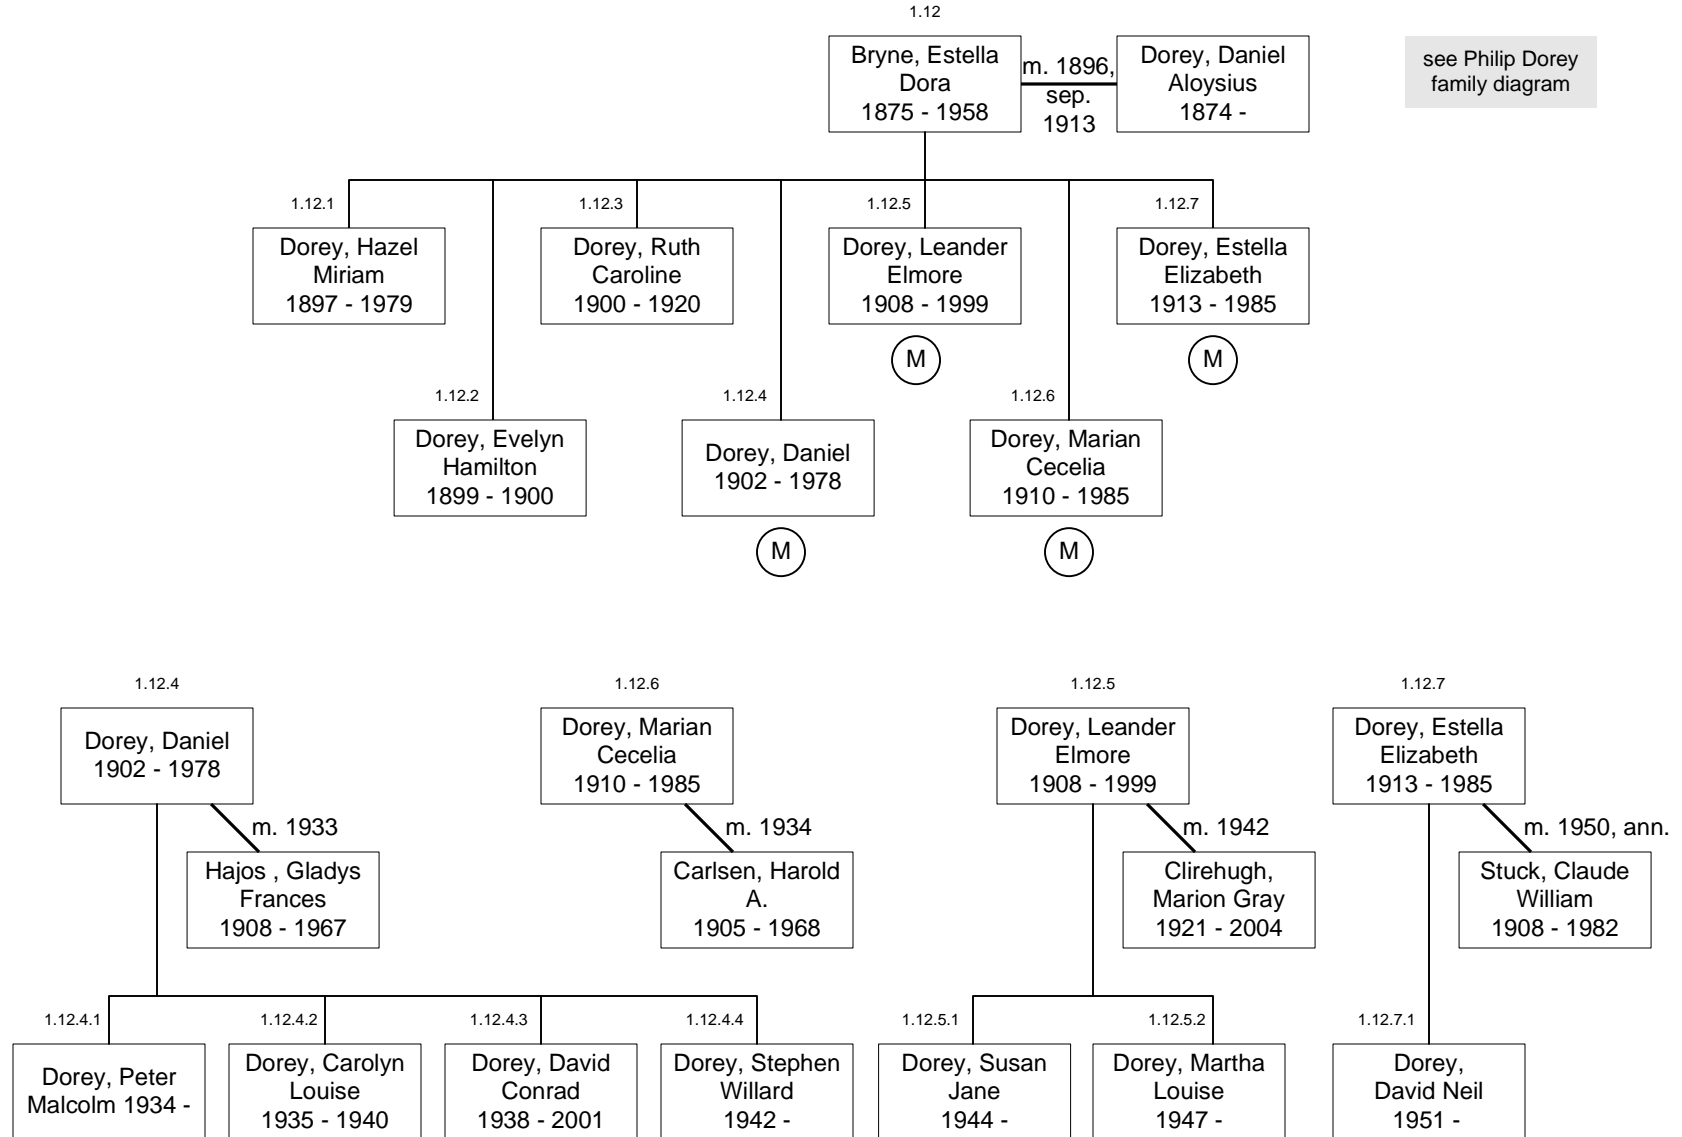 1.12
Bryne, Estella
Dora
1875 - 1958
m. 1896,
sep.
1913
Dorey, Daniel
Aloysius
1874 -
see Philip Dorey
family diagram
1.12.1
Dorey, Hazel
Miriam
1897 - 1979
1.12.3
Dorey, Ruth
Caroline
1900 - 1920
1.12.5
Dorey, Leander
Elmore
1908 - 1999
M
1.12.7
Dorey, Estella
Elizabeth
1913 - 1985
M
1.12.2
Dorey, Evelyn
Hamilton
1899 - 1900
1.12.4
Dorey, Daniel
1902 - 1978
M
1.12.6
Dorey, Marian
Cecelia
1910 - 1985
M
1.12.4
Dorey, Daniel
1902 - 1978
m. 1933
Hajos , Gladys
Frances
1908 - 1967
1.12.6
Dorey, Marian
Cecelia
1910 - 1985
m. 1934
Carlsen, Harold
A.
1905 - 1968
1.12.5
Dorey, Leander
Elmore
1908 - 1999
m. 1942
Clirehugh,
Marion Gray
1921 - 2004
1.12.7
Dorey, Estella
Elizabeth
1913 - 1985
m. 1950, ann.
Stuck, Claude
William
1908 - 1982
1.12.4.1
Dorey, Peter
Malcolm 1934 -
1.12.4.2
Dorey, Carolyn
Louise
1935 - 1940
1.12.4.3
Dorey, David
Conrad
1938 - 2001
1.12.4.4
Dorey, Stephen
Willard
1942 -
1.12.5.1
Dorey, Susan
Jane
1944 -
1.12.5.2
Dorey, Martha
Louise
1947 -
1.12.7.1
Dorey,
David Neil
1951 -